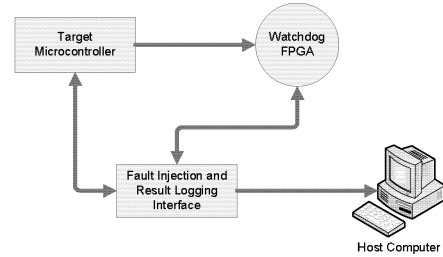 Target
Microcontroller
Watchdog
FPGA
Fault Injection and
Result Logging
Interface
Host Computer